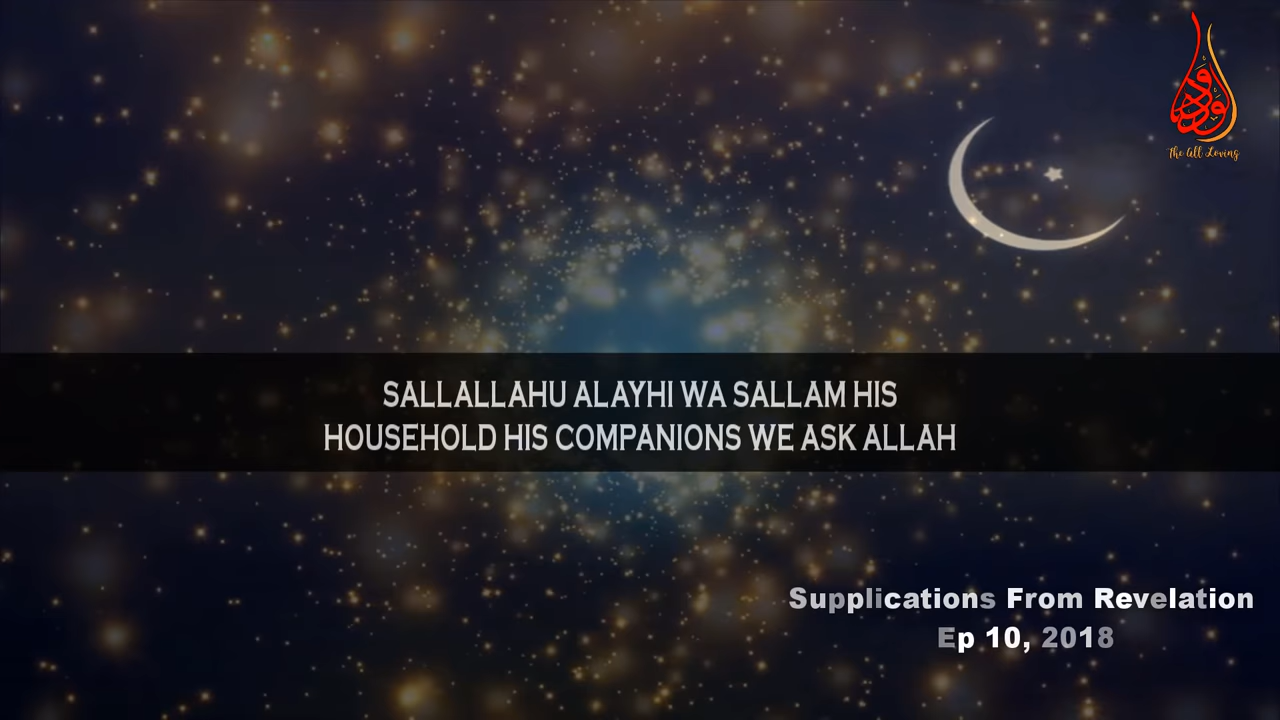 The All Loving
SALLALLAHU ALAYHI WA SALLAM HIS
HOUSEHOLD HIS COMPANIONS WE ASK ALLAH
Supplications From Revelation
Ep 10, 2018